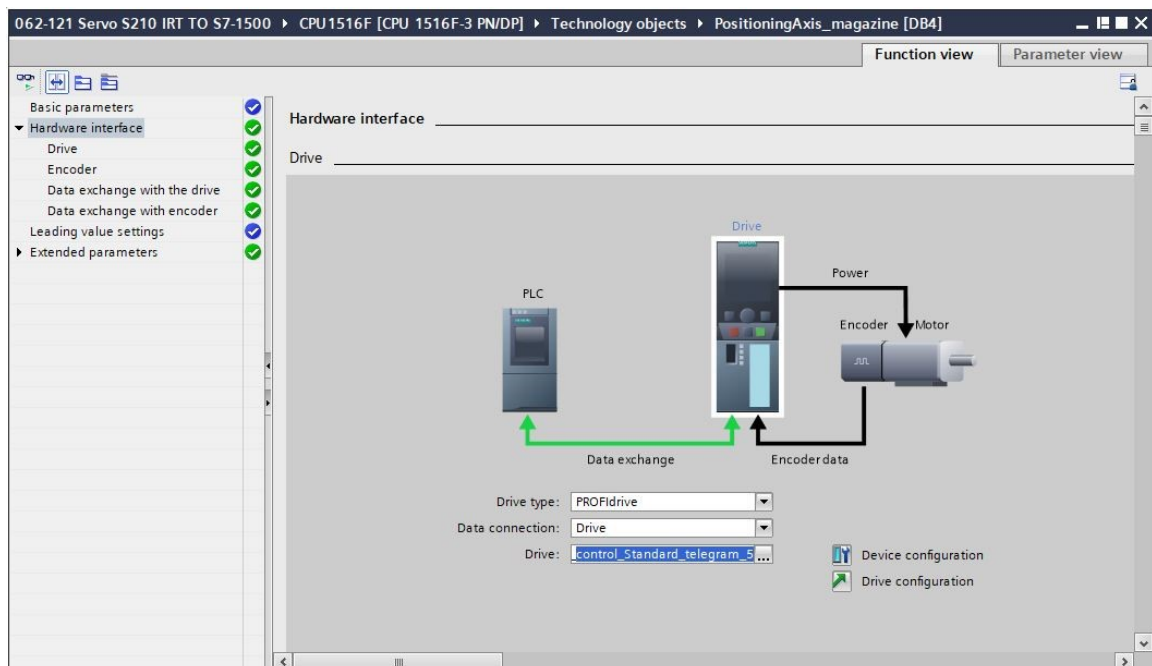 062-121 Servo S210 IRT TO S7-1500 ▸ CPU1516F [CPU 1516F-3 PN/DP] ▸ Technology objects ▸ PositioningAxis_magazine [DB4]
Function view
Parameter view
Basic parameters
Hardware interface
Drive
Encoder
Data exchange with the drive
Data exchange with encoder
Leading value settings
Extended parameters
Hardware interface
Drive
Drive
Power
PLC
Encoder
Motor
Data exchange
Encoder data
Drive type: PROFIdrive
Data connection: Drive
Drive: _control_Standard_telegram_5 ...
Device configuration
Drive configuration